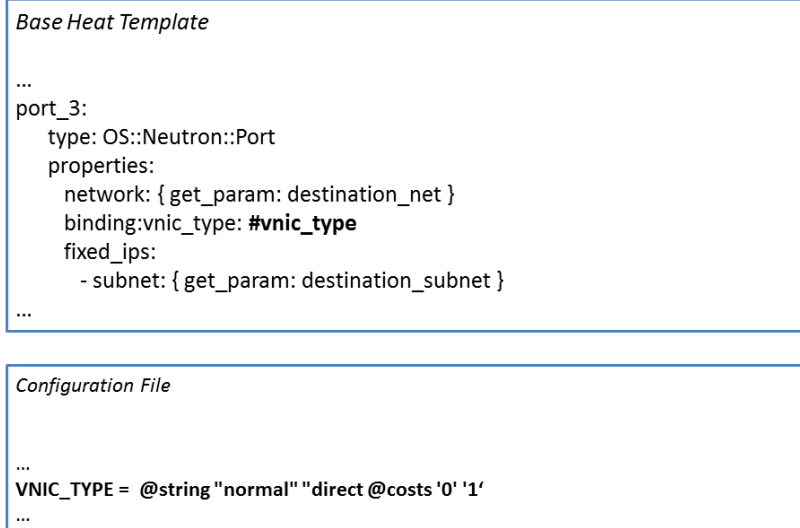 Base Heat Template
...
port_3:
type: OS::Neutron::Port
properties:
network: { get_param: destination_net }
binding:vnic_type: #vnic_type
fixed_ips:
- subnet: { get_param: destination_subnet }
...
Configuration File
...
VNIC_TYPE = @string "normal" "direct @costs '0' '1‘
...